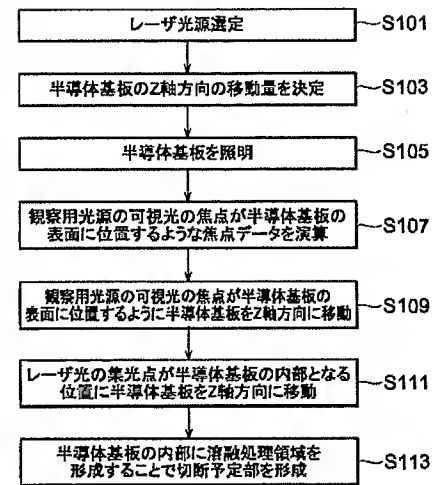 レーザ光源選定
S101
半導体基板のZ軸方向の移動量を決定
S103
半導体基板を照明
S105
観察用光源の可視光の焦点が半導体基板の
表面に位置するような焦点データを演算
S107
観察用光源の可視光の焦点が半導体基板の
表面に位置するように半導体基板をZ軸方向に移動
S109
レーザ光の集光点が半導体基板の内部となる
位置に半導体基板をZ軸方向に移動
S111
半導体基板の内部に溶融処理領域を
形成することで切断予定部を形成
S113